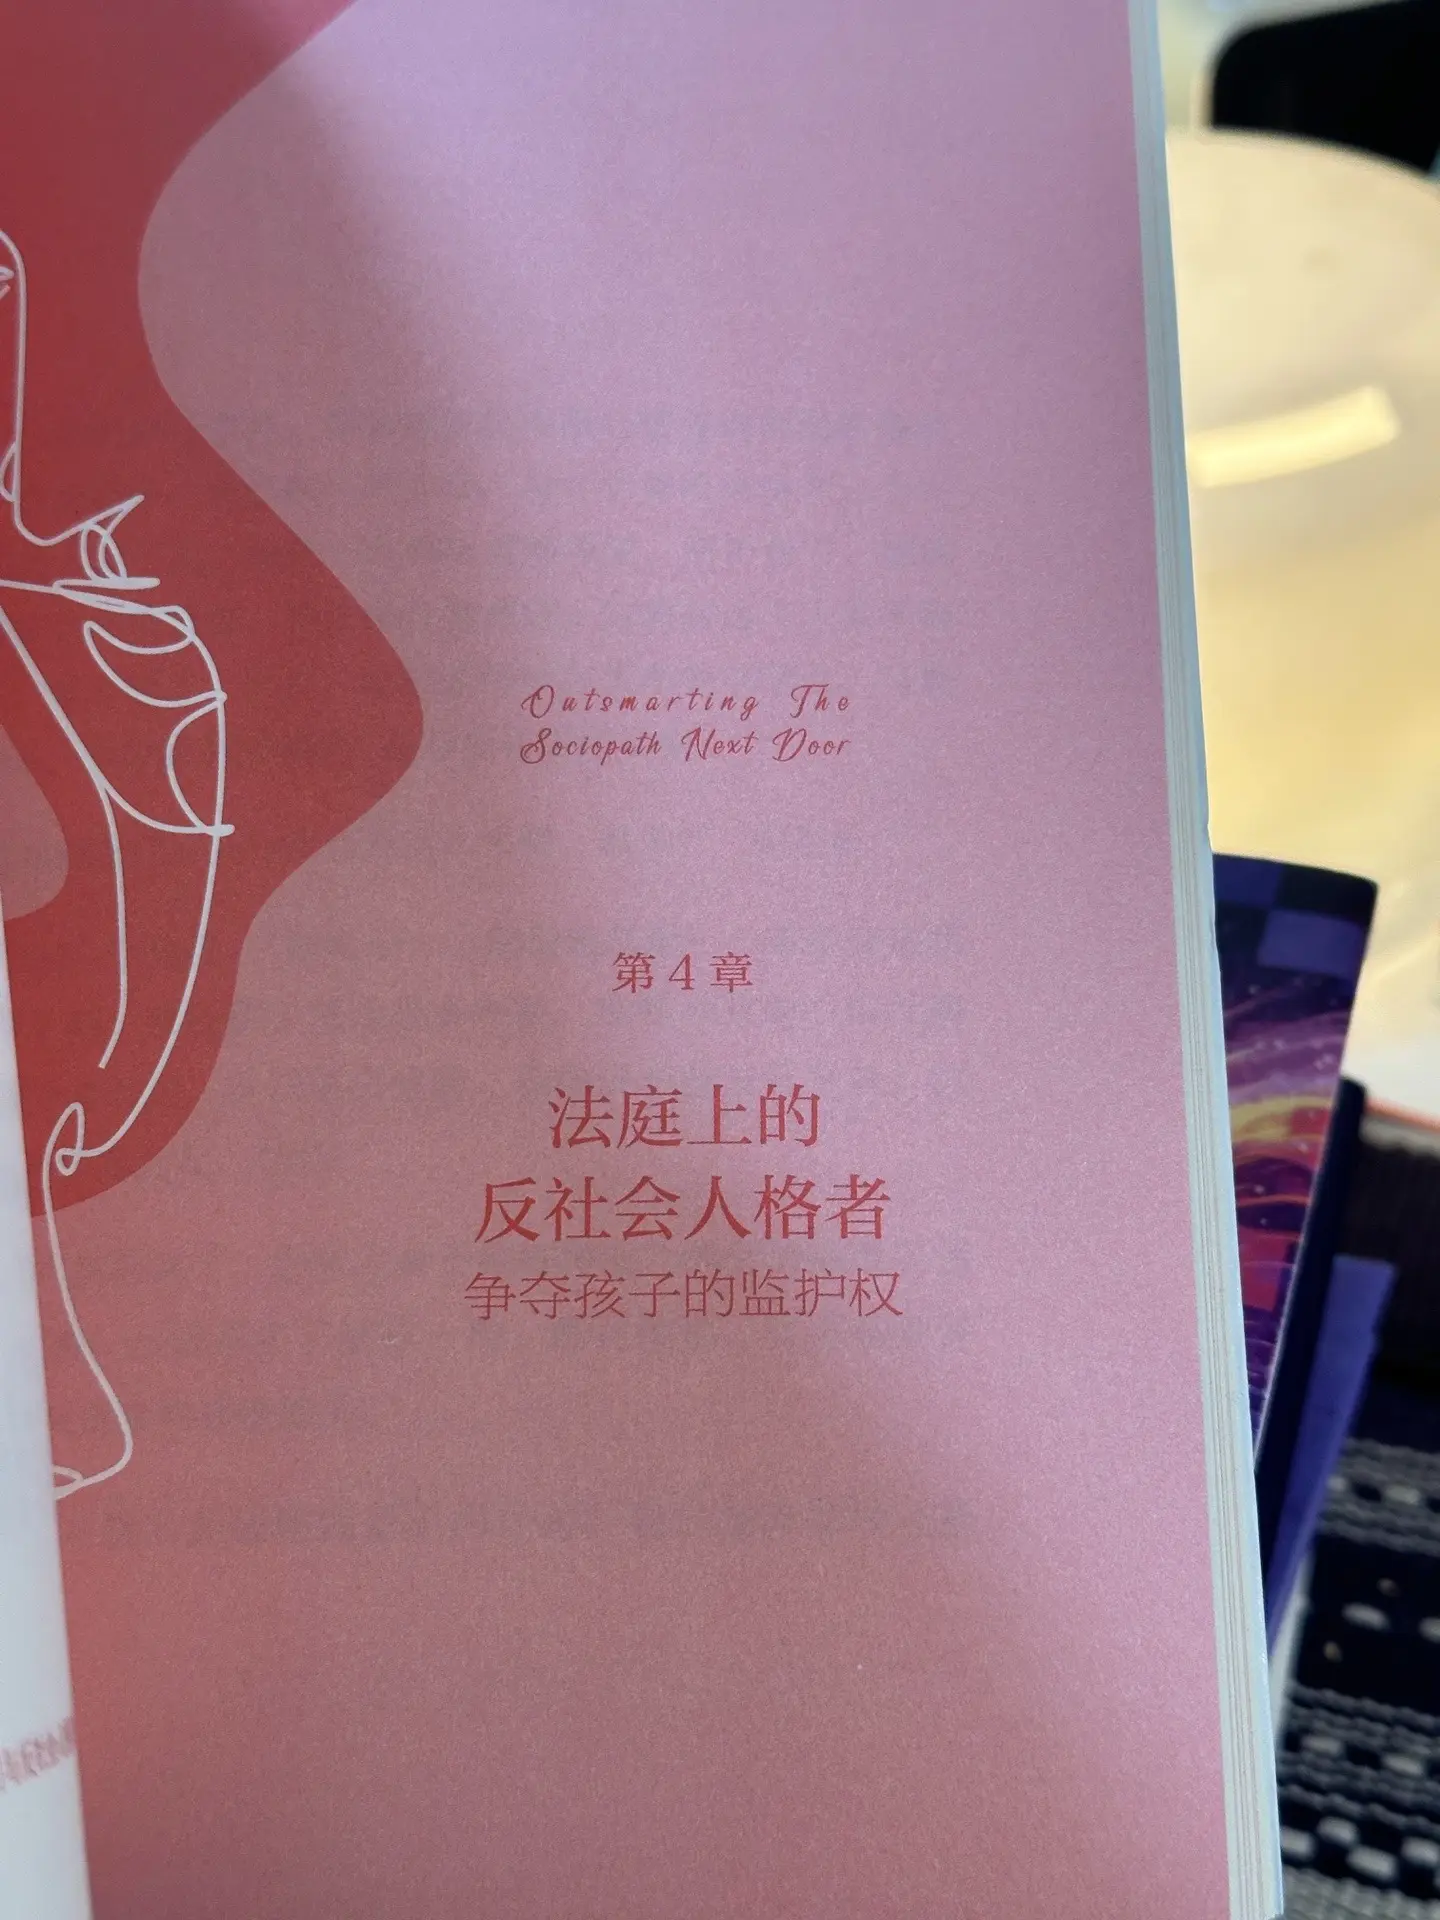 Outsmarting The
Sociopath Next Door
第4章
法庭上的
反社会人格者
争夺孩子的监护权